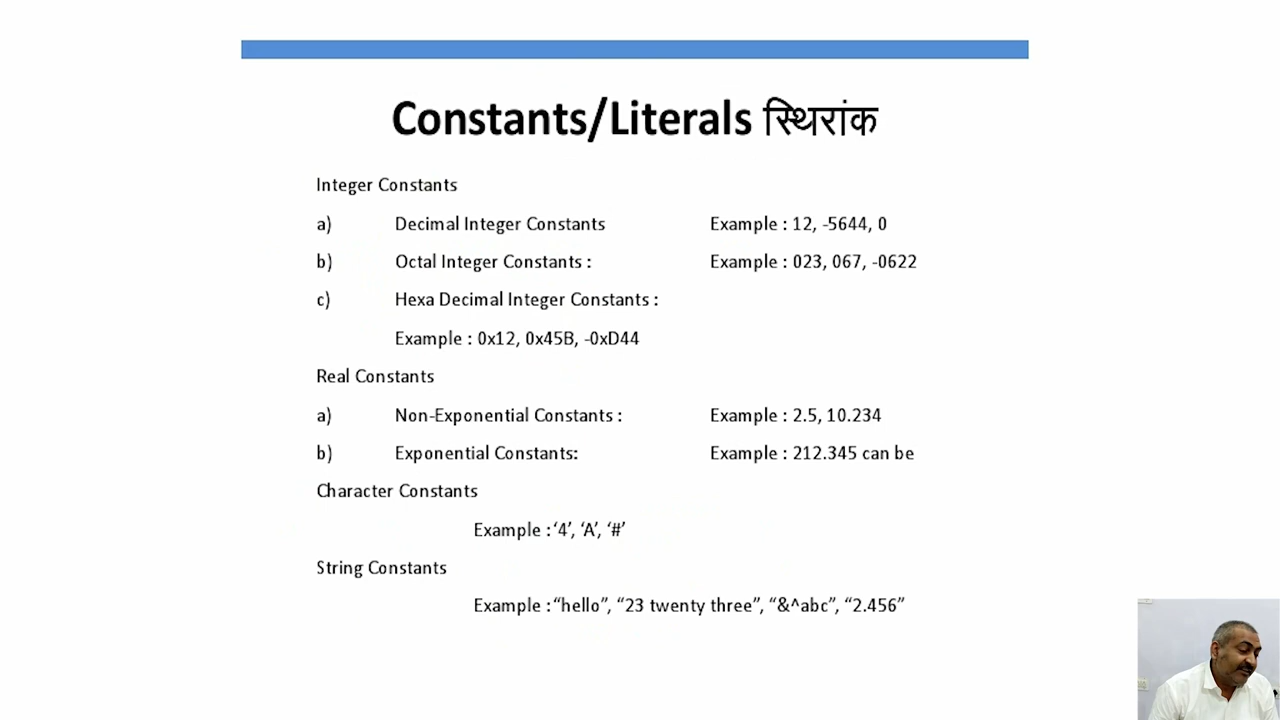 Constants/Literals स्थिरांक
Integer Constants
a) Decimal Integer Constants Example : 12, -5644, 0
b) Octal Integer Constants : Example : 023, 067, -0622
c) Hexa Decimal Integer Constants :
Example : 0x12, 0x45B, -0xD44
Real Constants
a) Non-Exponential Constants : Example : 2.5, 10.234
b) Exponential Constants: Example : 212.345 can be
Character Constants
Example : ‘4’, ‘A’, ‘#’
String Constants
Example : “hello”, “23 twenty three”, “&^abc”, “2.456”